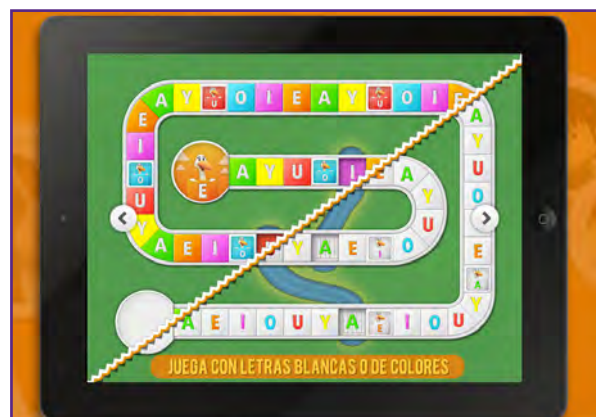 A Y U O I E A Y U O I E
E A
I Y
O U
U O
Y E
A A
E Y
I U
O O
E A Y U O I E A
Y
U
O
I
E
A
Y
A E I O U Y A E I O U
JUEGA CON LETRAS BLANCAS O DE COLORES